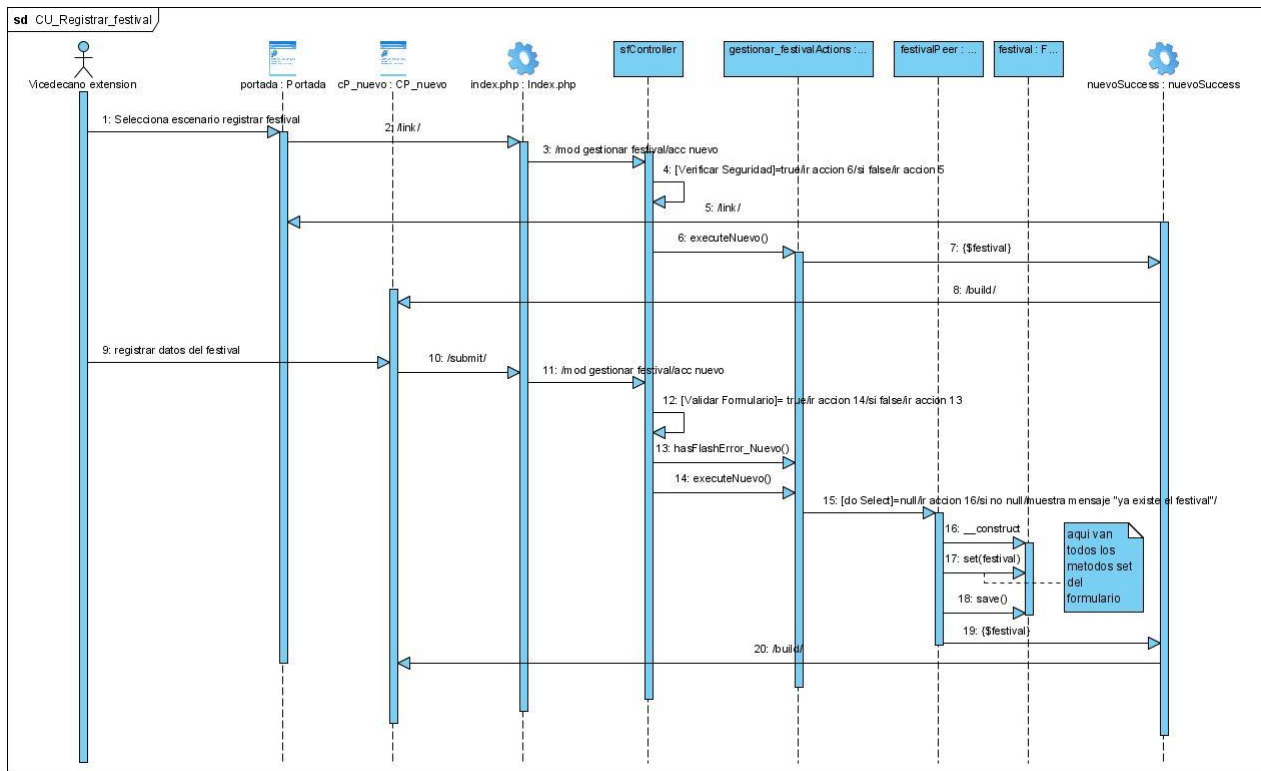 sd CU_Registrar_festival
Vicedecano extension
portada : Portada
cP_nuevo : CP_nuevo
index.php : Index.php
sfController
gestionar_festivalActions :...
festivalPeer : ...
festival : F...
nuevoSuccess : nuevoSuccess
1: Selecciona escenario registrar festival
2: /link/
3: /mod gestionar festival/acc nuevo
4: [Verificar Seguridad]=true/ir accion 6/si false/ir accion 5
5: /link/
6: executeNuevo()
7: {$festival}
8: /build/
9: registrar datos del festival
10: /submit/
11: /mod gestionar festival/acc nuevo
12: [Validar Formulario]= true/ir accion 14/si false/ir accion 13
13: hasFlashError_Nuevo()
14: executeNuevo()
15: [do Select]=null/ir accion 16/si no null/muestra mensaje "ya existe el festival"/
16: __construct
17: set(festival)
18: save()
aqui van
todos los
metodos set
del
formulario
19: {$festival}
20: /build/